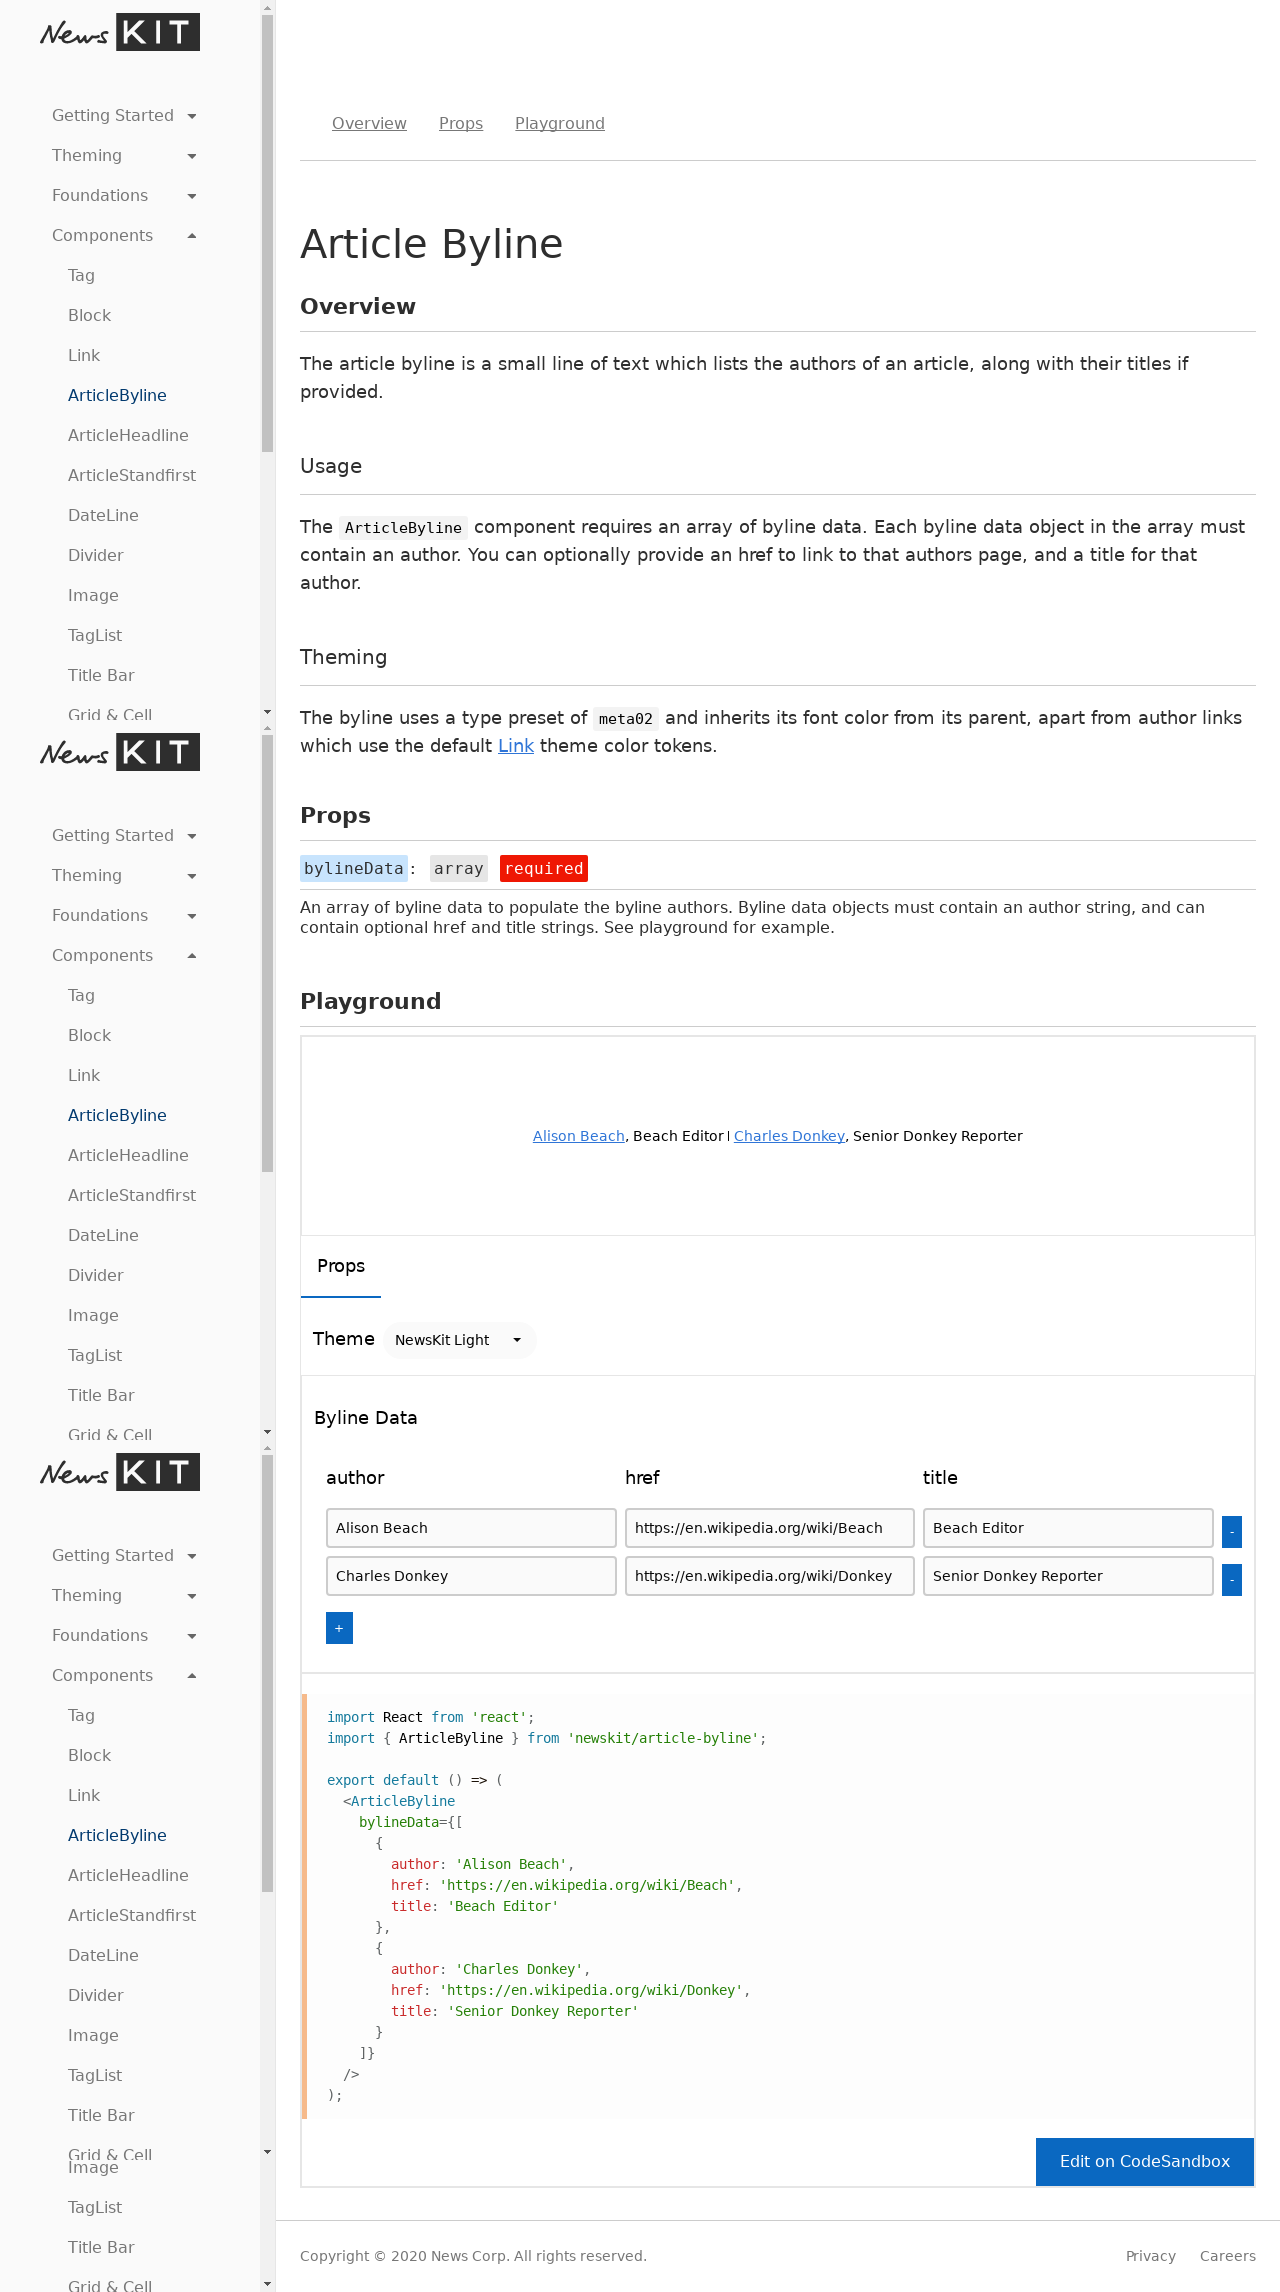 News KIT
Getting Started
Theming
Foundations
Components
Tag
Block
Link
ArticleByline
ArticleHeadline
ArticleStandfirst
DateLine
Divider
Image
TagList
Title Bar
Grid & Cell
News KIT
Getting Started
Theming
Foundations
Components
Tag
Block
Link
ArticleByline
ArticleHeadline
ArticleStandfirst
DateLine
Divider
Image
TagList
Title Bar
Grid & Cell
News KIT
Getting Started
Theming
Foundations
Components
Tag
Block
Link
ArticleByline
ArticleHeadline
ArticleStandfirst
DateLine
Divider
Image
TagList
Title Bar
Grid & Cell
Image
TagList
Title Bar
Grid & Cell
Overview Props Playground
Article Byline
Overview
The article byline is a small line of text which lists the authors of an article, along with their titles if
provided.
Usage
The ArticleByline component requires an array of byline data. Each byline data object in the array must
contain an author. You can optionally provide an href to link to that authors page, and a title for that
author.
Theming
The byline uses a type preset of meta02 and inherits its font color from its parent, apart from author links
which use the default Link theme color tokens.
Props
bylineData: array required
An array of byline data to populate the byline authors. Byline data objects must contain an author string, and can
contain optional href and title strings. See playground for example.
Playground
Alison Beach, Beach Editor | Charles Donkey, Senior Donkey Reporter
Props
Theme NewsKit Light
Byline Data
author href title
Alison Beach https://en.wikipedia.org/wiki/Beach Beach Editor -
Charles Donkey https://en.wikipedia.org/wiki/Donkey Senior Donkey Reporter -
+
import React from 'react';
import { ArticleByline } from 'newskit/article-byline';
export default () => (
<ArticleByline
bylineData={[
{
author: 'Alison Beach',
href: 'https://en.wikipedia.org/wiki/Beach',
title: 'Beach Editor'
},
{
author: 'Charles Donkey',
href: 'https://en.wikipedia.org/wiki/Donkey',
title: 'Senior Donkey Reporter'
}
]}
/>
);
Edit on CodeSandbox
Copyright © 2020 News Corp. All rights reserved. Privacy Careers